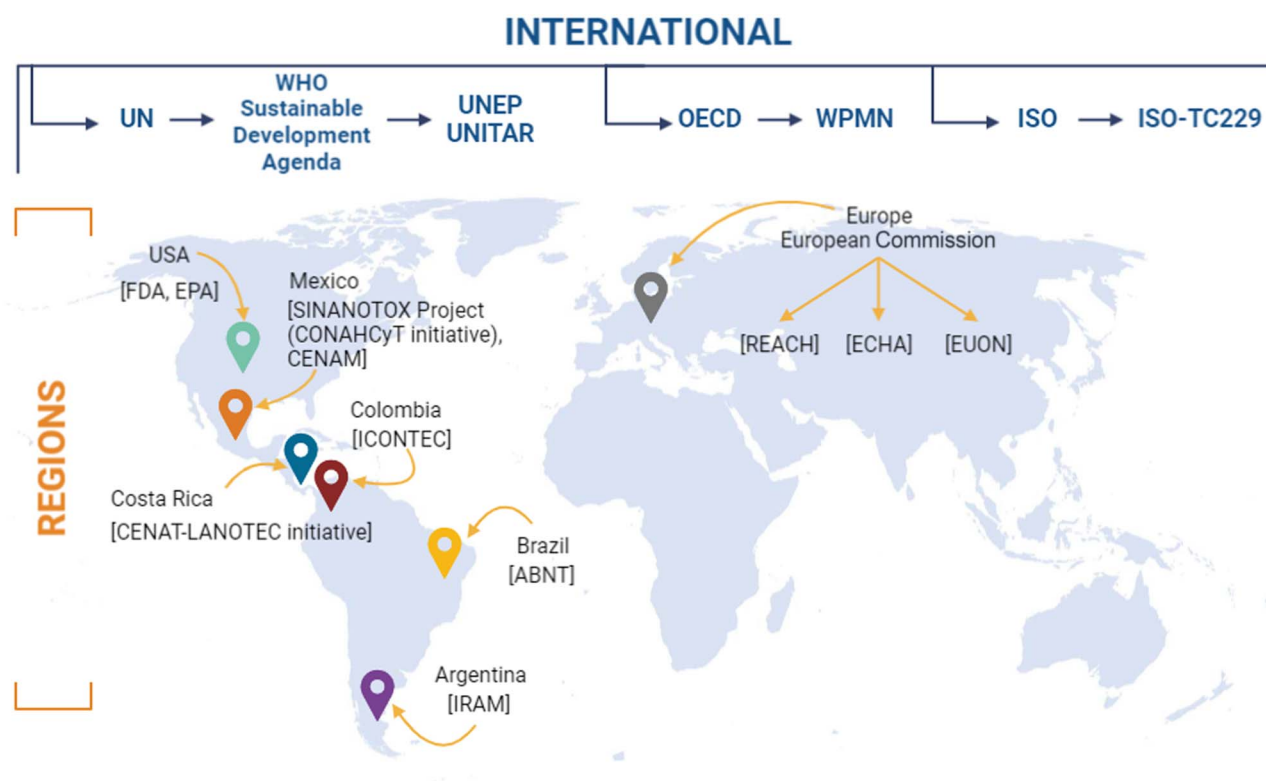 INTERNATIONAL
UN
WHO
Sustainable
Development
Agenda
UNEP
UNITAR
OECD
WPMN
ISO
ISO-TC229
REGIONS
USA
[FDA, EPA]
Mexico
[SINANOTOX Project
(CONAHCyT initiative),
CENAM]
Europe
European Commission
[REACH]
[ECHA]
[EUON]
Colombia
[ICONTEC]
Costa Rica
[CENAT-LANOTEC initiative]
Brazil
[ABNT]
Argentina
[IRAM]